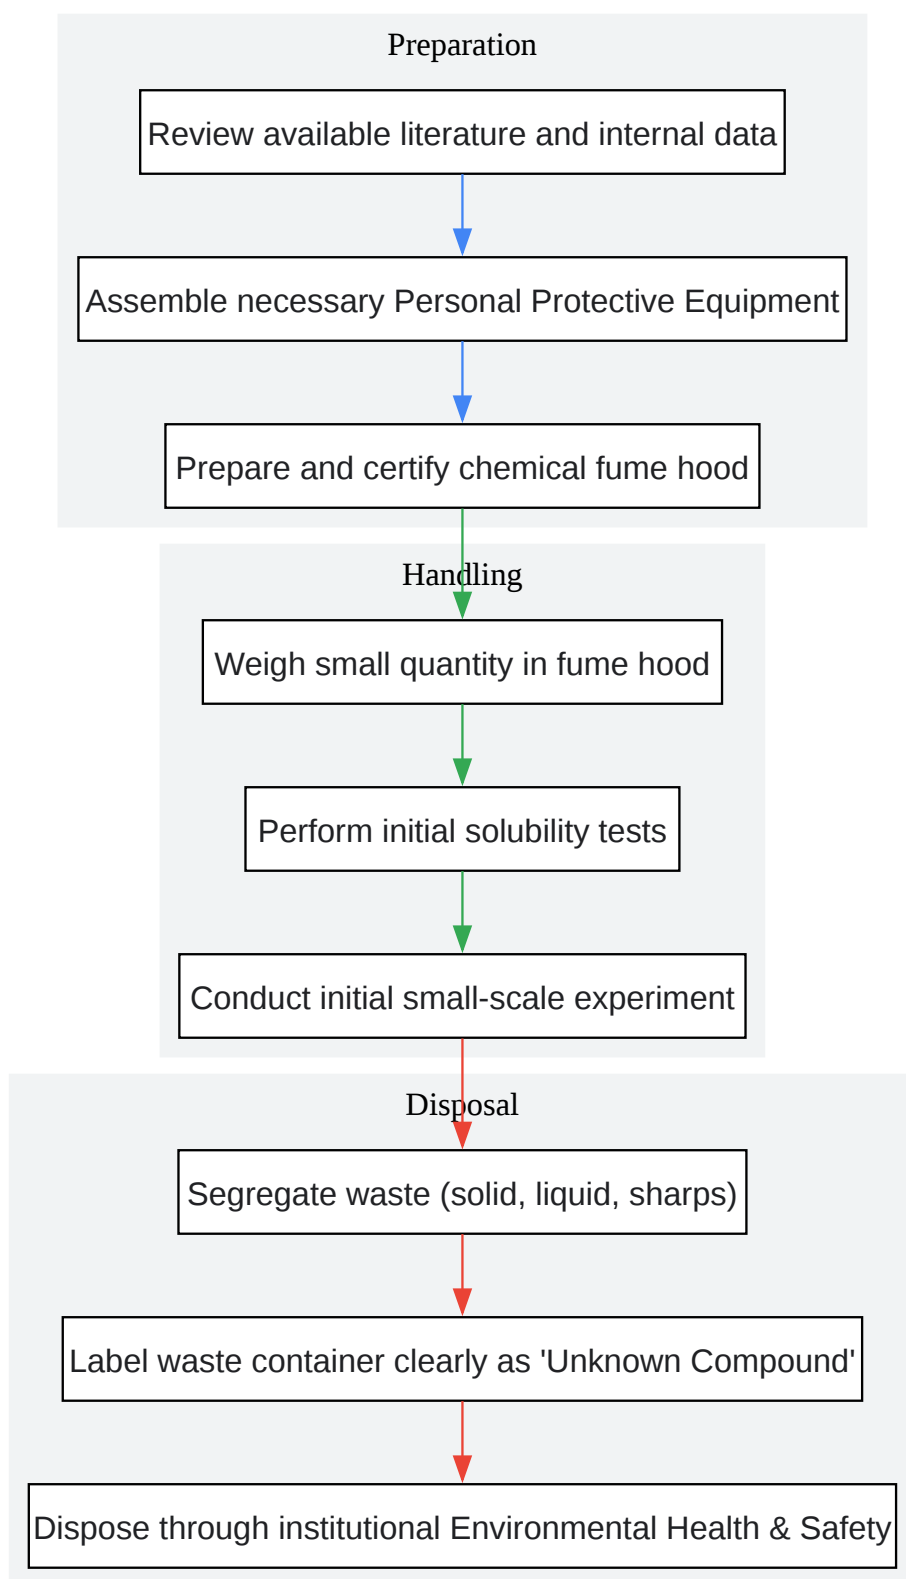 Preparation
Review available literature and internal data
Assemble necessary Personal Protective Equipment
Prepare and certify chemical fume hood
Handling
Weigh small quantity in fume hood
Perform initial solubility tests
Conduct initial small-scale experiment
Disposal
Segregate waste (solid, liquid, sharps)
Label waste container clearly as 'Unknown Compound'
Dispose through institutional Environmental Health & Safety